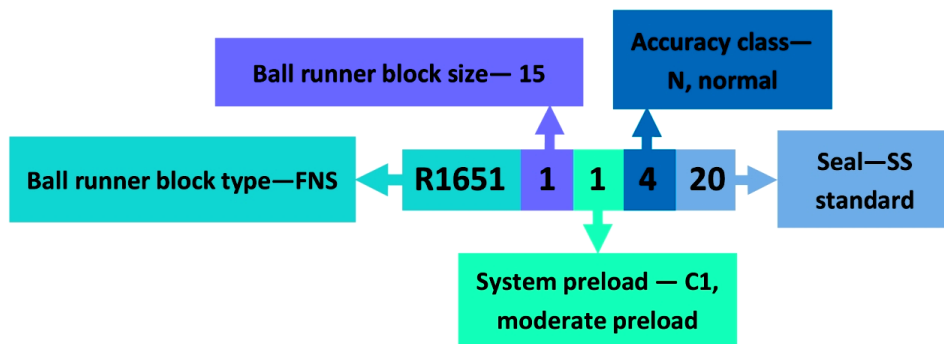 Ball runner block size— 15
Accuracy class—
N, normal
Ball runner block type—FNS
R1651 1 1 4 20
Seal—SS
standard
System preload — C1,
moderate preload